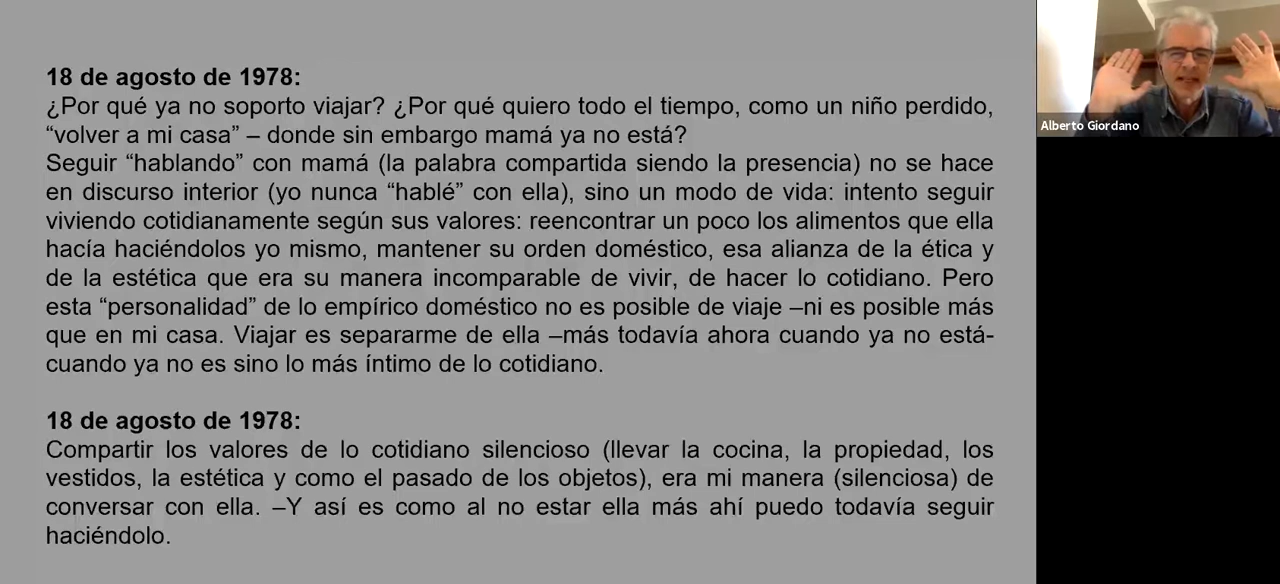 18 de agosto de 1978:
¿Por qué ya no soporto viajar? ¿Por qué quiero todo el tiempo, como un niño perdido,
“volver a mi casa” – donde sin embargo mamá ya no está?
Seguir “hablando” con mamá (la palabra compartida siendo la presencia) no se hace
en discurso interior (yo nunca “hablé” con ella), sino un modo de vida: intento seguir
viviendo cotidianamente según sus valores: reencontrar un poco los alimentos que ella
hacía haciéndolos yo mismo, mantener su orden doméstico, esa alianza de la ética y
de la estética que era su manera incomparable de vivir, de hacer lo cotidiano. Pero
esta “personalidad” de lo empírico doméstico no es posible de viaje –ni es posible más
que en mi casa. Viajar es separarme de ella –más todavía ahora cuando ya no está-
cuando ya no es sino lo más íntimo de lo cotidiano.
18 de agosto de 1978:
Compartir los valores de lo cotidiano silencioso (llevar la cocina, la propiedad, los
vestidos, la estética y como el pasado de los objetos), era mi manera (silenciosa) de
conversar con ella. –Y así es como al no estar ella más ahí puedo todavía seguir
haciéndolo.
Alberto Giordano